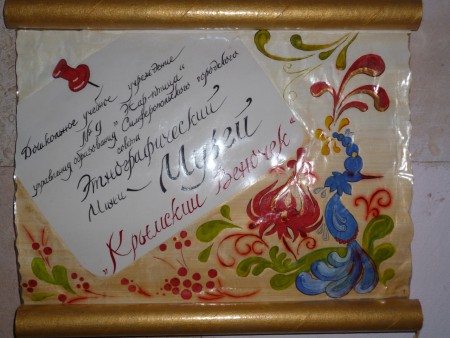 Дошкольное учебное учреждение
№ 9 "Жар-птица"
управления образования Симферопольского городского
совета
Этнографический
Мини - Музей
"Крымский Веночек"